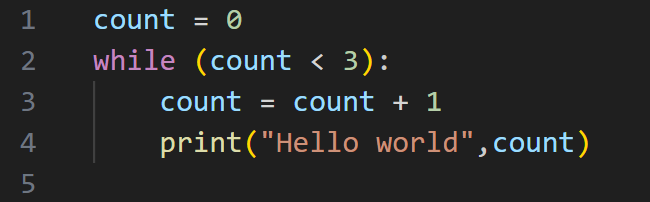 1 count = 0
2 while (count < 3):
3     count = count + 1
4     print("Hello world",count)
5